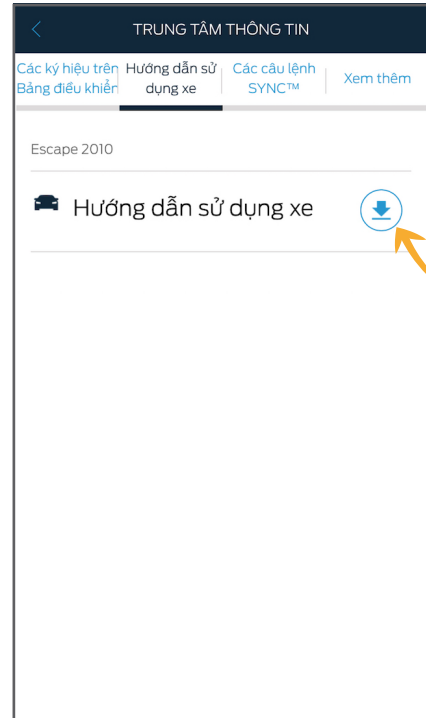 TRUNG TÂM THÔNG TIN
Các ký hiệu trên Bảng điều khiển
Hướng dẫn sử dụng xe
Các câu lệnh SYNC™
Xem thêm
Escape 2010
Hướng dẫn sử dụng xe